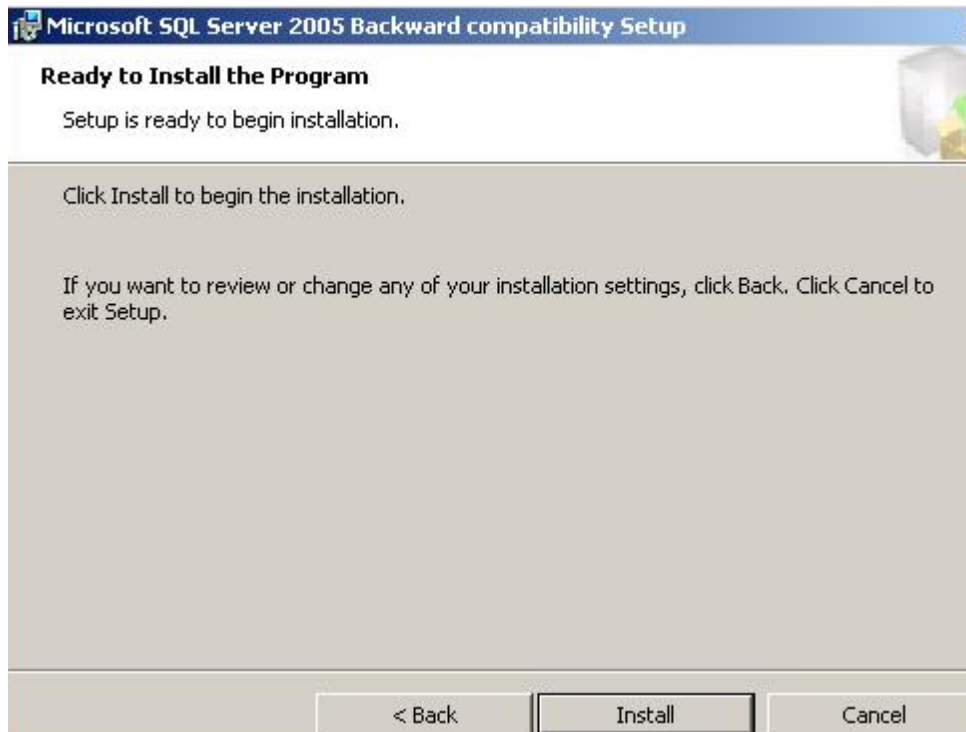 Microsoft SQL Server 2005 Backward compatibility Setup
Ready to Install the Program
Setup is ready to begin installation.
Click Install to begin the installation.
If you want to review or change any of your installation settings, click Back. Click Cancel to
exit Setup.
< Back
Install
Cancel